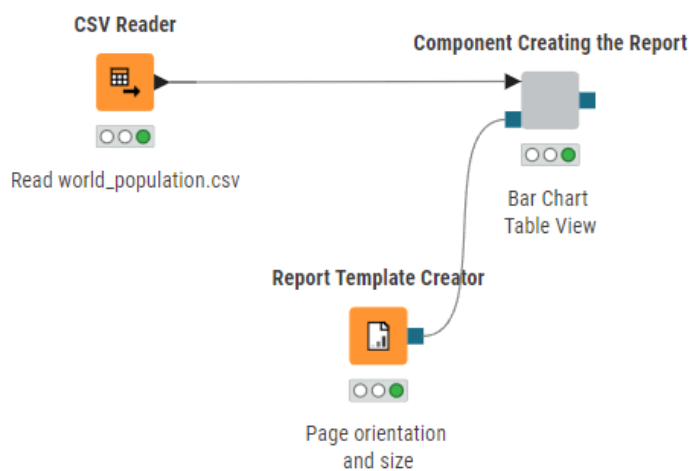 CSV Reader
Component Creating the Report
Read world_population.csv
Bar Chart
Table View
Report Template Creator
Page orientation
and size